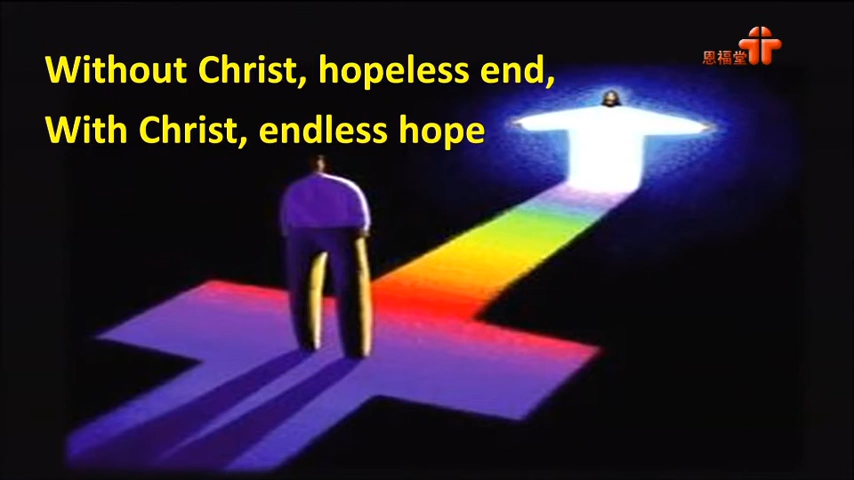 Without Christ, hopeless end,
With Christ, endless hope
恩福堂